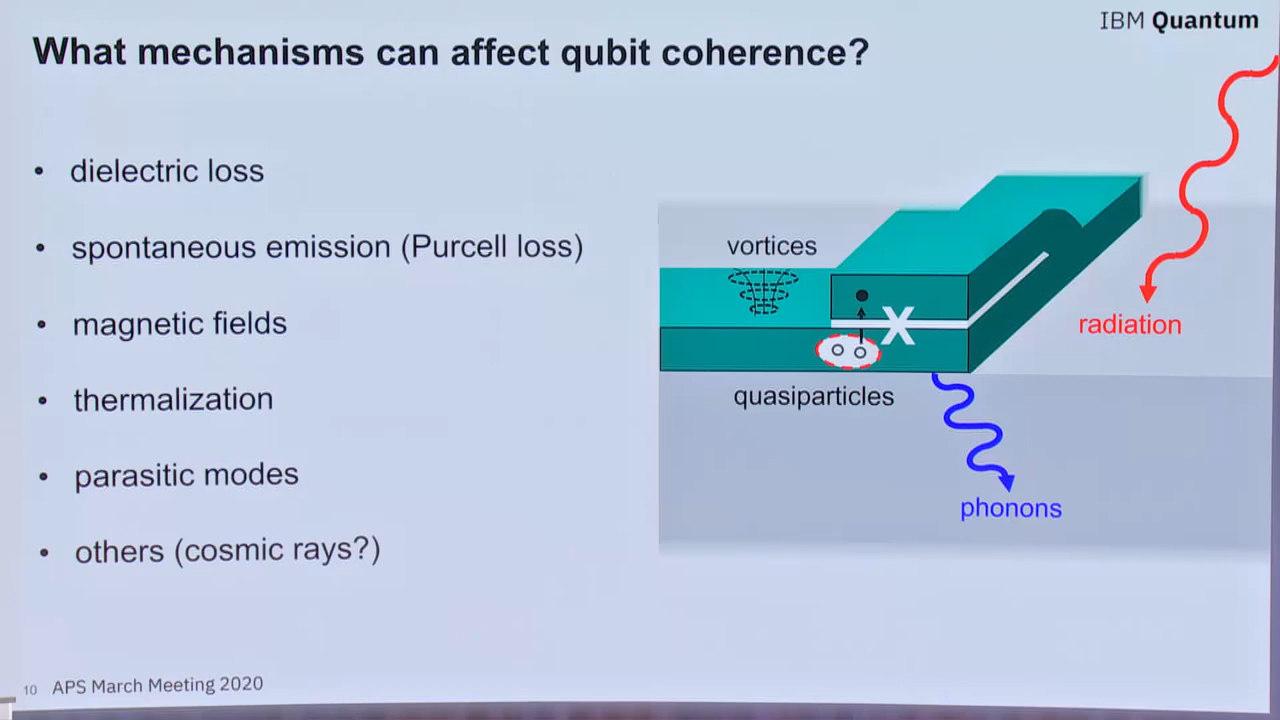 IBM Quantum
What mechanisms can affect qubit coherence?
• dielectric loss
• spontaneous emission (Purcell loss)
• magnetic fields
• thermalization
• parasitic modes
• others (cosmic rays?)
vortices
X
quasiparticles
radiation
phonons
10 APS March Meeting 2020